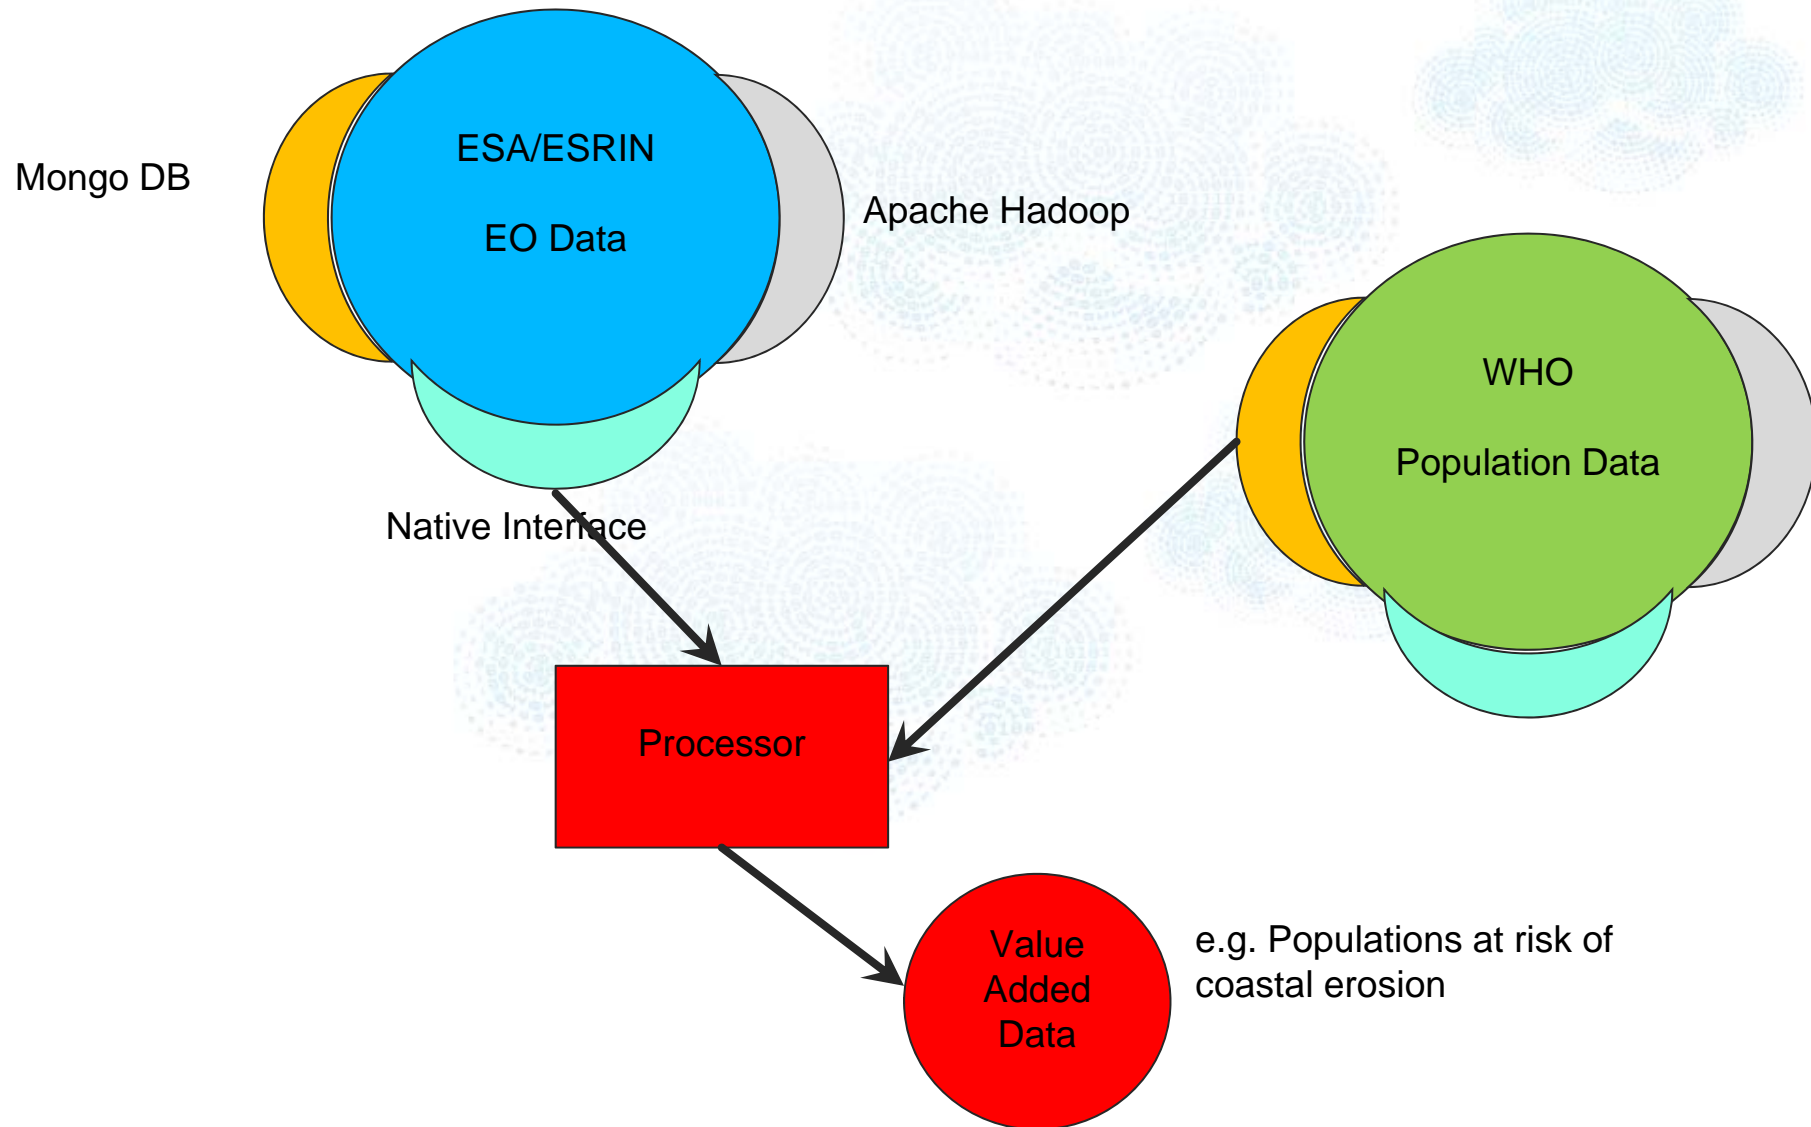 ESA/ESRIN
EO Data
Mongo DB
Apache Hadoop
Native Interface
WHO
Population Data
Processor
Value
Added
Data
e.g. Populations at risk of
coastal erosion